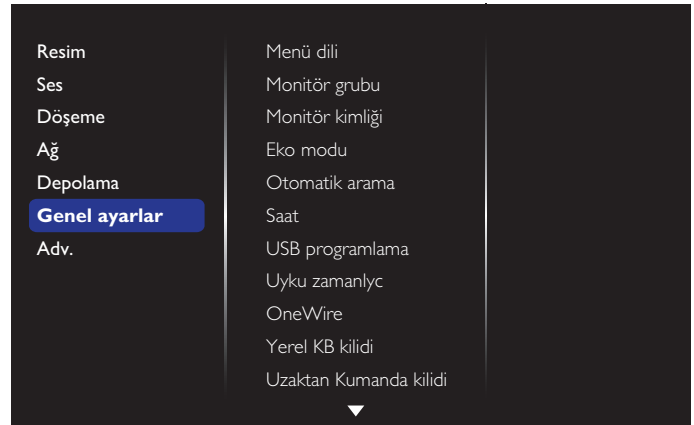 Resim
Ses
Döşeme
Ağ
Depolama
Genel ayarlar
Adv.
Menü dili
Monitör grubu
Monitör kimliği
Eko modu
Otomatik arama
Saat
USB programlama
Uyku zamanlyc
OneWire
Yerel KB kilidi
Uzaktan Kumanda kilidi